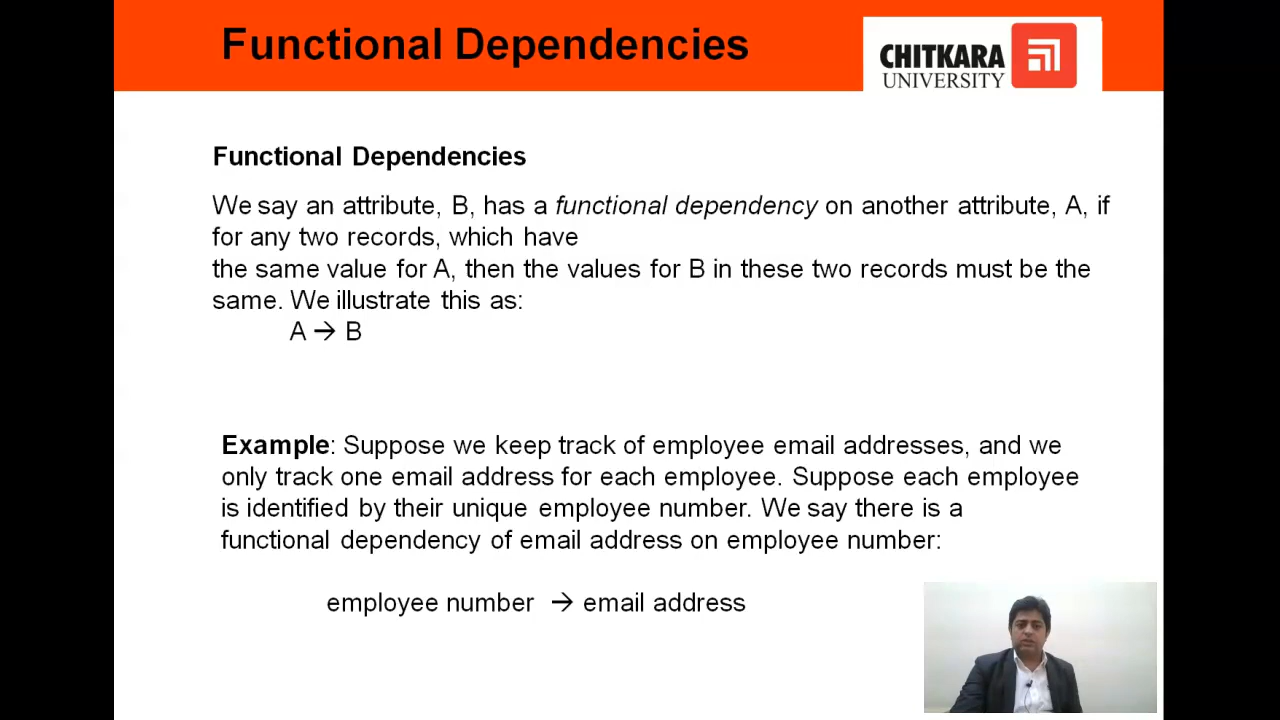 Functional Dependencies
CHITKARA
UNIVERSITY
Functional Dependencies
We say an attribute, B, has a functional dependency on another attribute, A, if
for any two records, which have
the same value for A, then the values for B in these two records must be the
same. We illustrate this as:
A → B
Example: Suppose we keep track of employee email addresses, and we
only track one email address for each employee. Suppose each employee
is identified by their unique employee number. We say there is a
functional dependency of email address on employee number:
employee number → email address